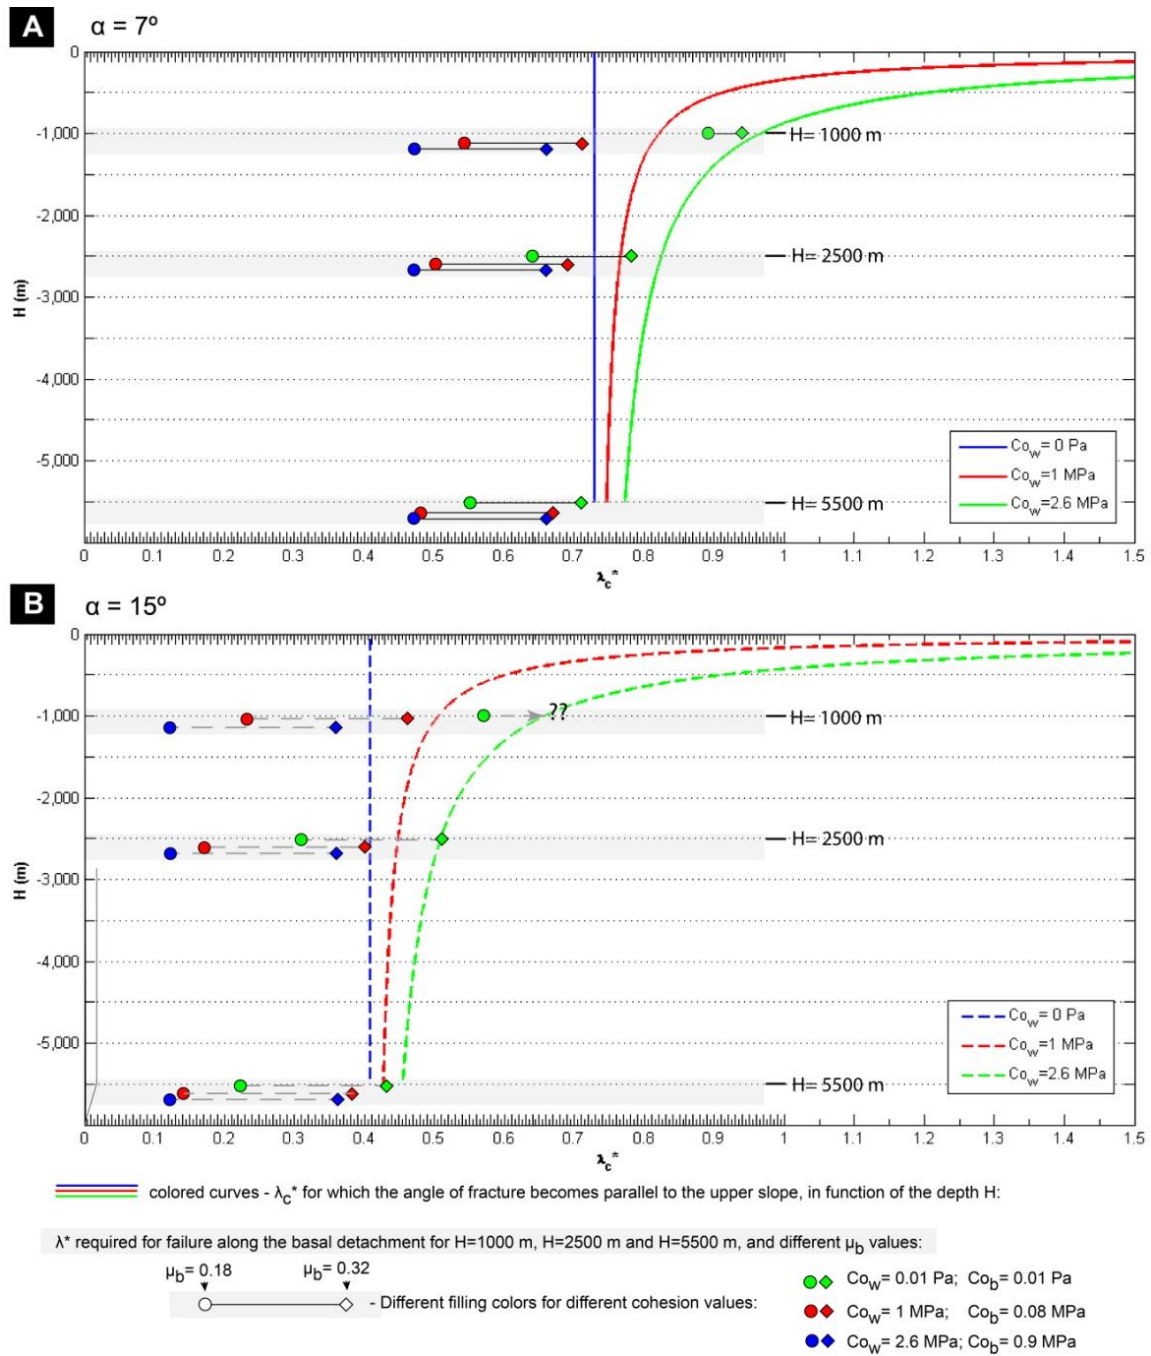 A α = 7º
0
-1,000
-2,000
-3,000
-4,000
-5,000
H (m)
H= 1000 m
H= 2500 m
H= 5500 m
Co_w= 0 Pa
Co_w=1 MPa
Co_w=2.6 MPa
0 0.1 0.2 0.3 0.4 0.5 0.6 0.7 0.8 0.9 1 1.1 1.2 1.3 1.4 1.5
λ_c*
B α = 15º
0
-1,000
-2,000
-3,000
-4,000
-5,000
H (m)
??
H= 1000 m
H= 2500 m
H= 5500 m
Co_w= 0 Pa
Co_w=1 MPa
Co_w=2.6 MPa
0 0.1 0.2 0.3 0.4 0.5 0.6 0.7 0.8 0.9 1 1.1 1.2 1.3 1.4 1.5
λ_c*
colored curves - λ_c* for which the angle of fracture becomes parallel to the upper slope, in function of the depth H:
λ* required for failure along the basal detachment for H=1000 m, H=2500 m and H=5500 m, and different μ_b values:
μ_b= 0.18 μ_b= 0.32
- Different filling colors for different cohesion values:
Co_w= 0.01 Pa; Co_b= 0.01 Pa
Co_w= 1 MPa; Co_b= 0.08 MPa
Co_w= 2.6 MPa; Co_b= 0.9 MPa